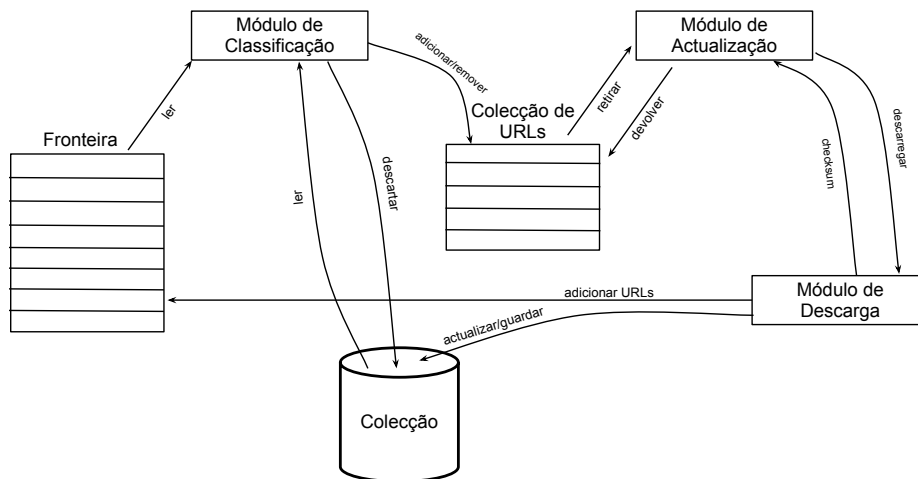 Módulo de
Classificação
Módulo de
Actualização
adicionar/remover
ler
retirar
devolver
descarregar
Colecção de
URLs
Fronteira
checksum
descartar
ler
adicionar URLs
Módulo de
Descarga
actualizar/guardar
Colecção